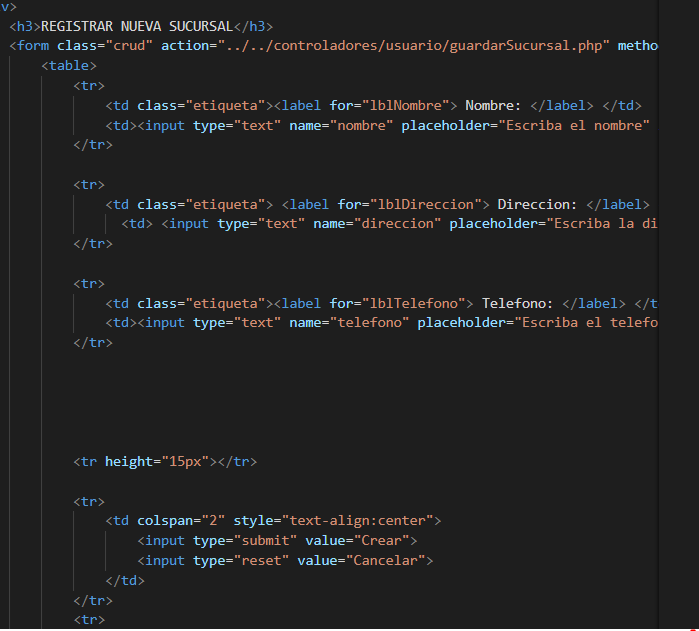 v>
<h3>REGISTRAR NUEVA SUCURSAL</h3>
<form class="crud" action="../../controladores/usuario/guardarSucursal.php" metho
<table>
<tr>
<td class="etiqueta"><label for="lblNombre"> Nombre: </label> </td>
<td><input type="text" name="nombre" placeholder="Escriba el nombre"
</tr>
<tr>
<td class="etiqueta"> <label for="lblDireccion"> Direccion: </label>
<td> <input type="text" name="direccion" placeholder="Escriba la di
</tr>
<tr>
<td class="etiqueta"><label for="lblTelefono"> Telefono: </label> </t
<td><input type="text" name="telefono" placeholder="Escriba el telefo
</tr>
<tr height="15px"></tr>
<tr>
<td colspan="2" style="text-align:center">
<input type="submit" value="Crear">
<input type="reset" value="Cancelar">
</td>
</tr>
<tr>